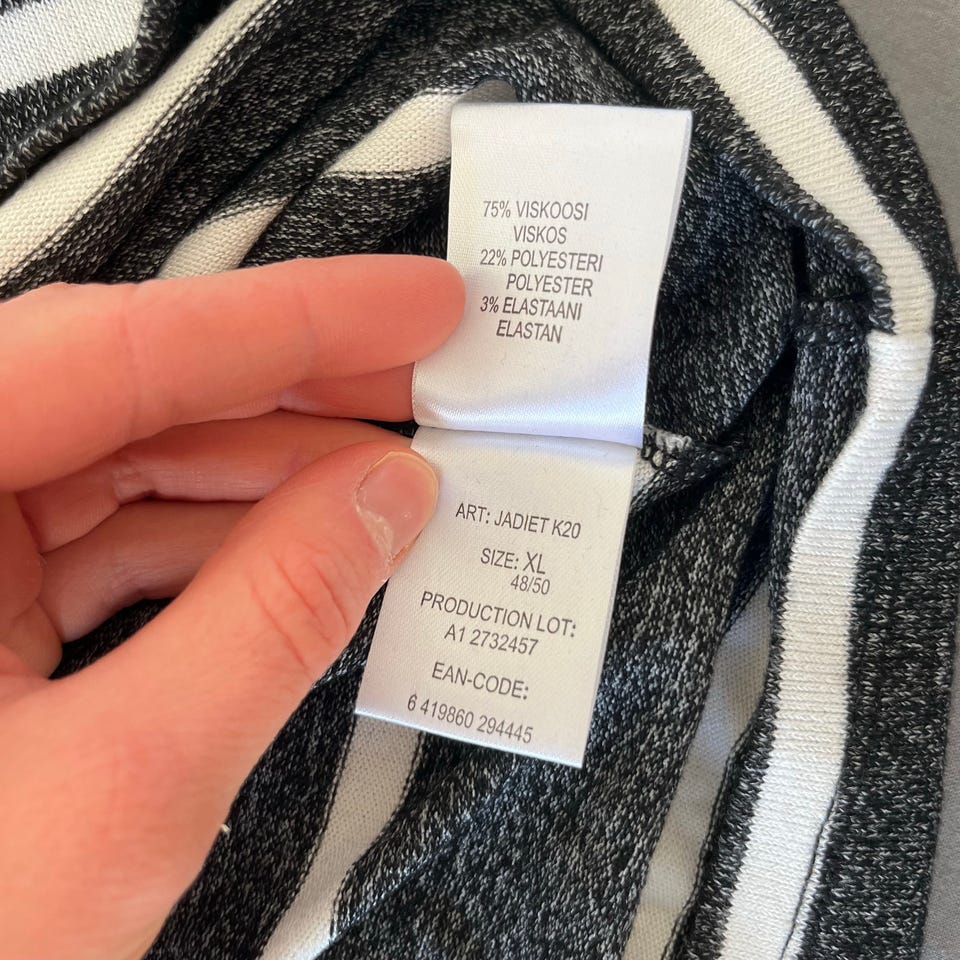 75% VISKOOSI
VISKOS
22% POLYESTERI
POLYESTER
3% ELASTAANI
ELASTAN
ART: JADIET K20
SIZE: XL
48/50
PRODUCTION LOT:
A1 2732457
EAN-CODE:
6 419860 294445